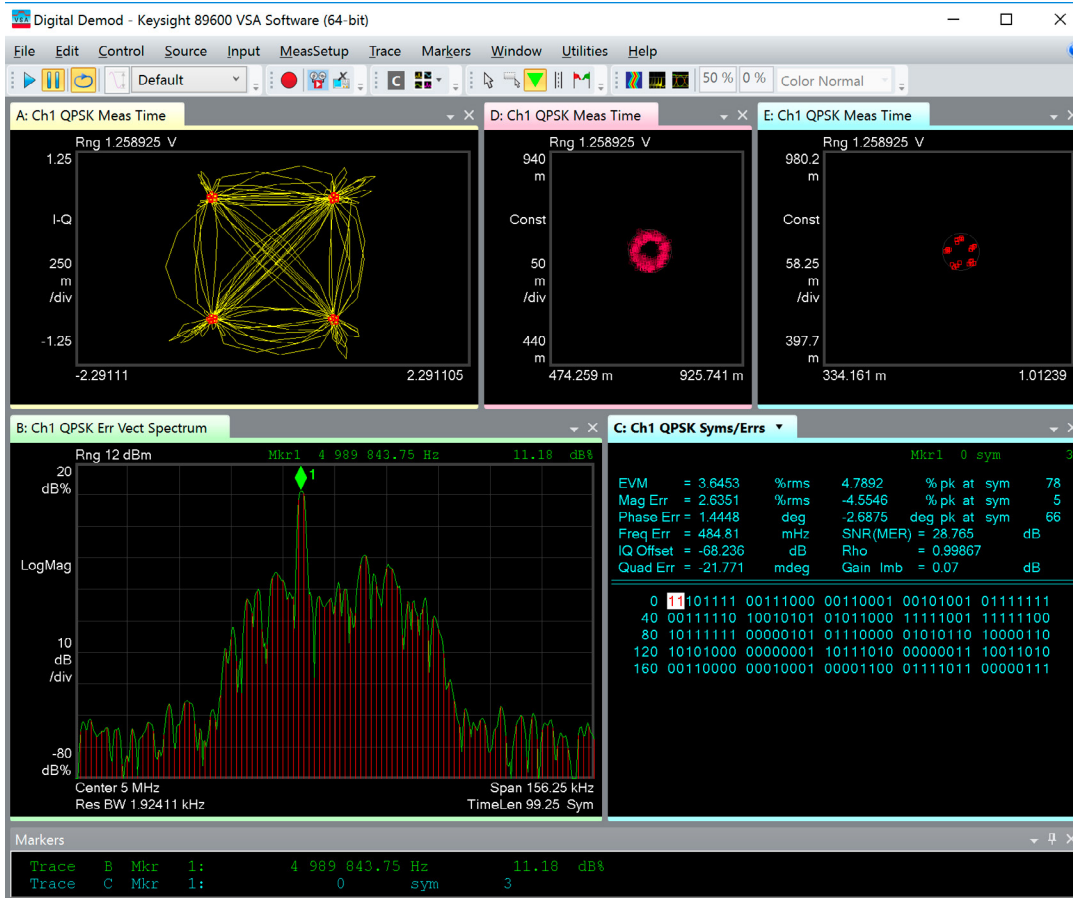 VSA Digital Demod - Keysight 89600 VSA Software (64-bit)
File Edit Control Source Input MeasSetup Trace Markers Window Utilities Help
Default C 50 % 0 % Color Normal
A: Ch1 QPSK Meas Time
Rng 1.258925 V
1.25
I-Q
250
m
/div
-1.25
-2.29111 2.291105
D: Ch1 QPSK Meas Time
Rng 1.258925 V
940
m
Const
50
m
/div
440
m
474.259 m 925.741 m
E: Ch1 QPSK Meas Time
Rng 1.258925 V
980.2
m
Const
58.25
m
/div
397.7
m
334.161 m 1.01239
B: Ch1 QPSK Err Vect Spectrum
Rng 12 dBm Mkr1 4 989 843.75 Hz 11.18 dB%
20
dB%
1
LogMag
10
dB
/div
-80
dB%
Center 5 MHz Span 156.25 kHz
Res BW 1.92411 kHz TimeLen 99.25 Sym
C: Ch1 QPSK Syms/Errs
Mkr1 0 sym 3
EVM = 3.6453 %rms 4.7892 % pk at sym 78
Mag Err = 2.6351 %rms -4.5546 % pk at sym 5
Phase Err = 1.4448 deg -2.6875 deg pk at sym 66
Freq Err = 484.81 mHz SNR(MER) = 28.765 dB
IQ Offset = -68.236 dB Rho = 0.99867
Quad Err = -21.771 mdeg Gain Imb = 0.07 dB
0 11101111 00111000 00110001 00101001 01111111
40 00111110 10010101 01011000 11111001 11111100
80 10111111 00000101 01110000 01010110 10000110
120 10101000 00000001 10111010 00000011 10011010
160 00110000 00010001 00001100 01111011 00000111
Markers
Trace B Mkr 1: 4 989 843.75 Hz 11.18 dB%
Trace C Mkr 1: 0 sym 3